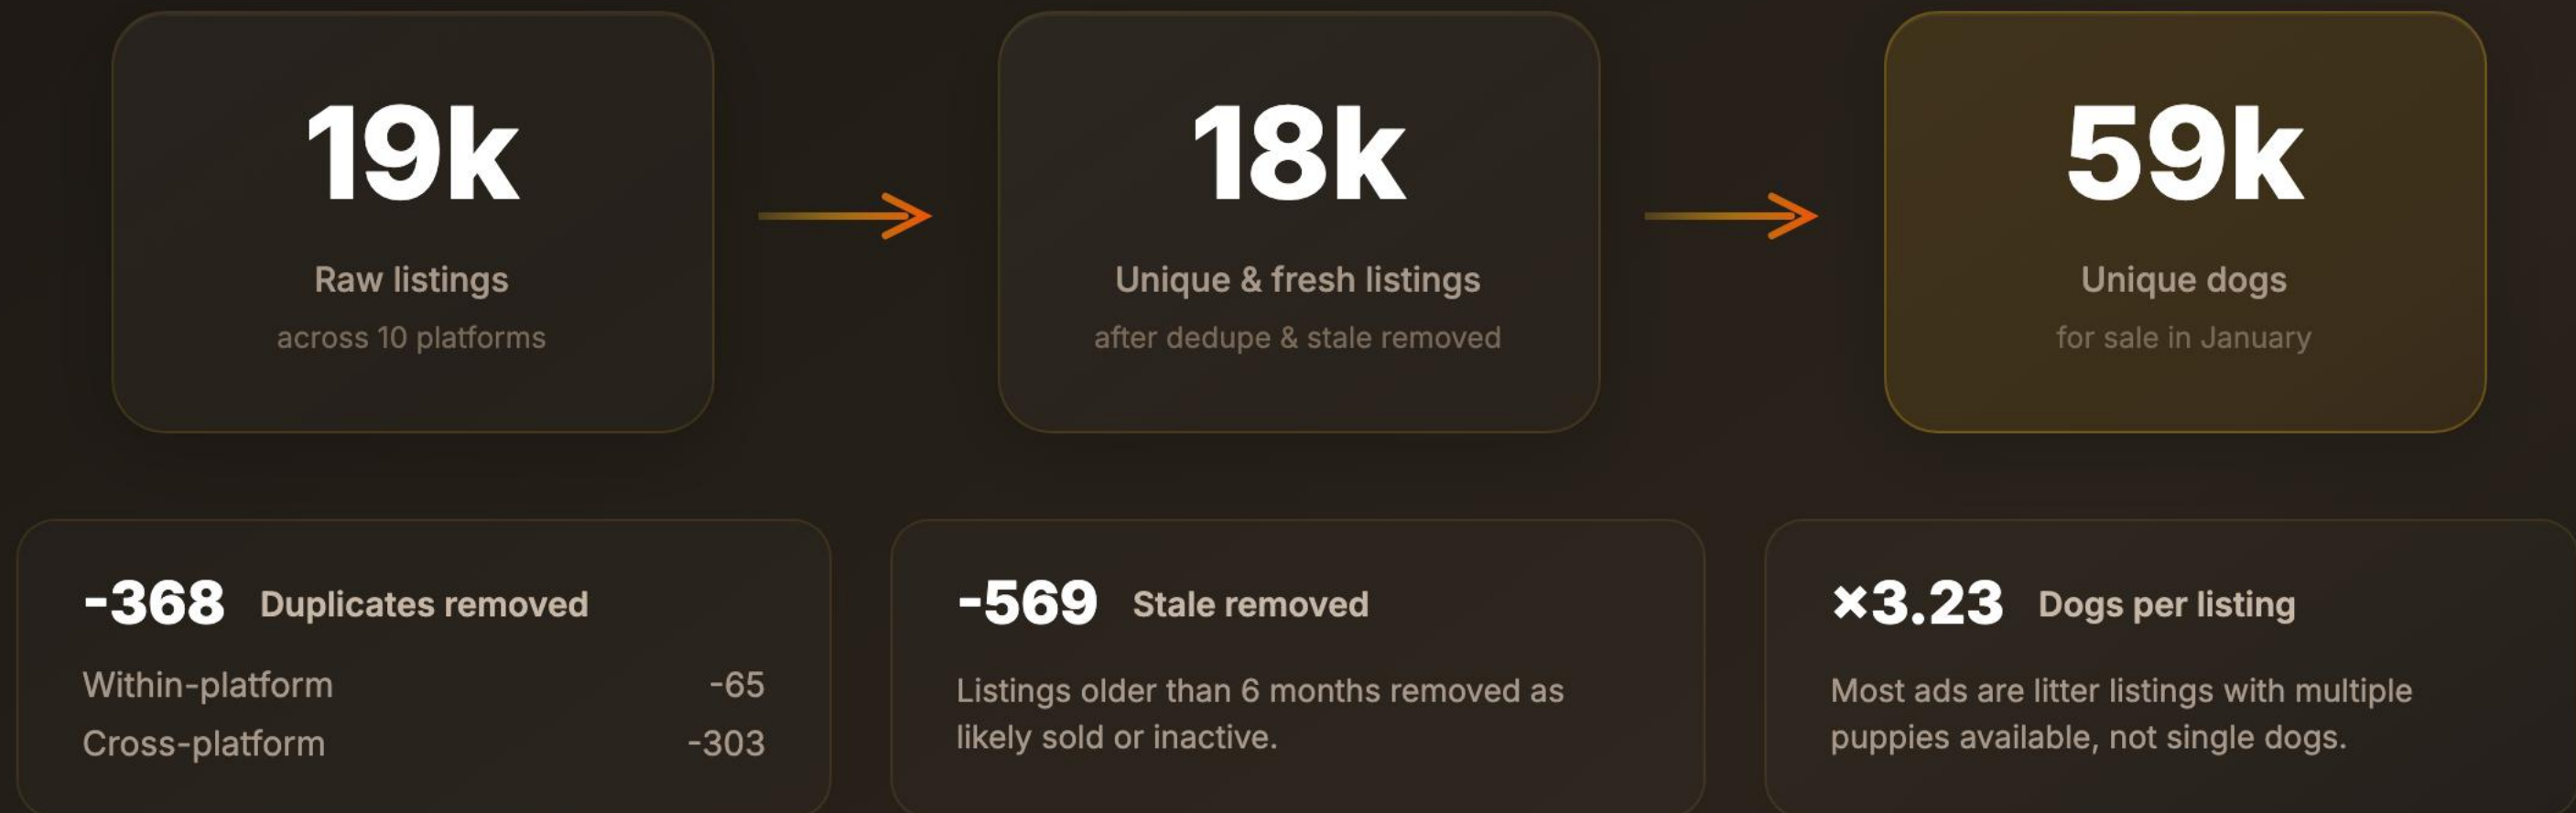 19k
Raw listings
across 10 platforms
18k
Unique & fresh listings
after dedupe & stale removed
59k
Unique dogs
for sale in January
-368 Duplicates removed
Within-platform -65
Cross-platform -303
-569 Stale removed
Listings older than 6 months removed as
likely sold or inactive.
×3.23 Dogs per listing
Most ads are litter listings with multiple
puppies available, not single dogs.